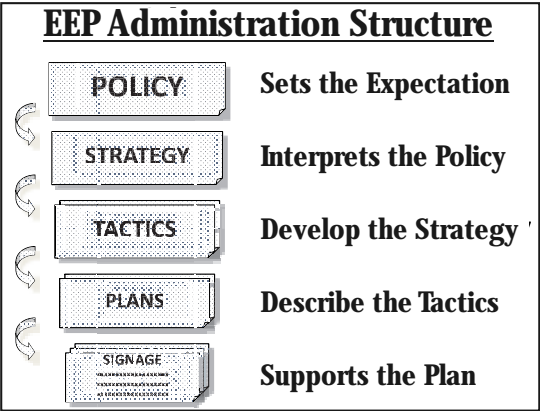 EEP Administration Structure
POLICY Sets the Expectation
STRATEGY Interprets the Policy
TACTICS Develop the Strategy
PLANS Describe the Tactics
SIGNAGE
Supports the Plan